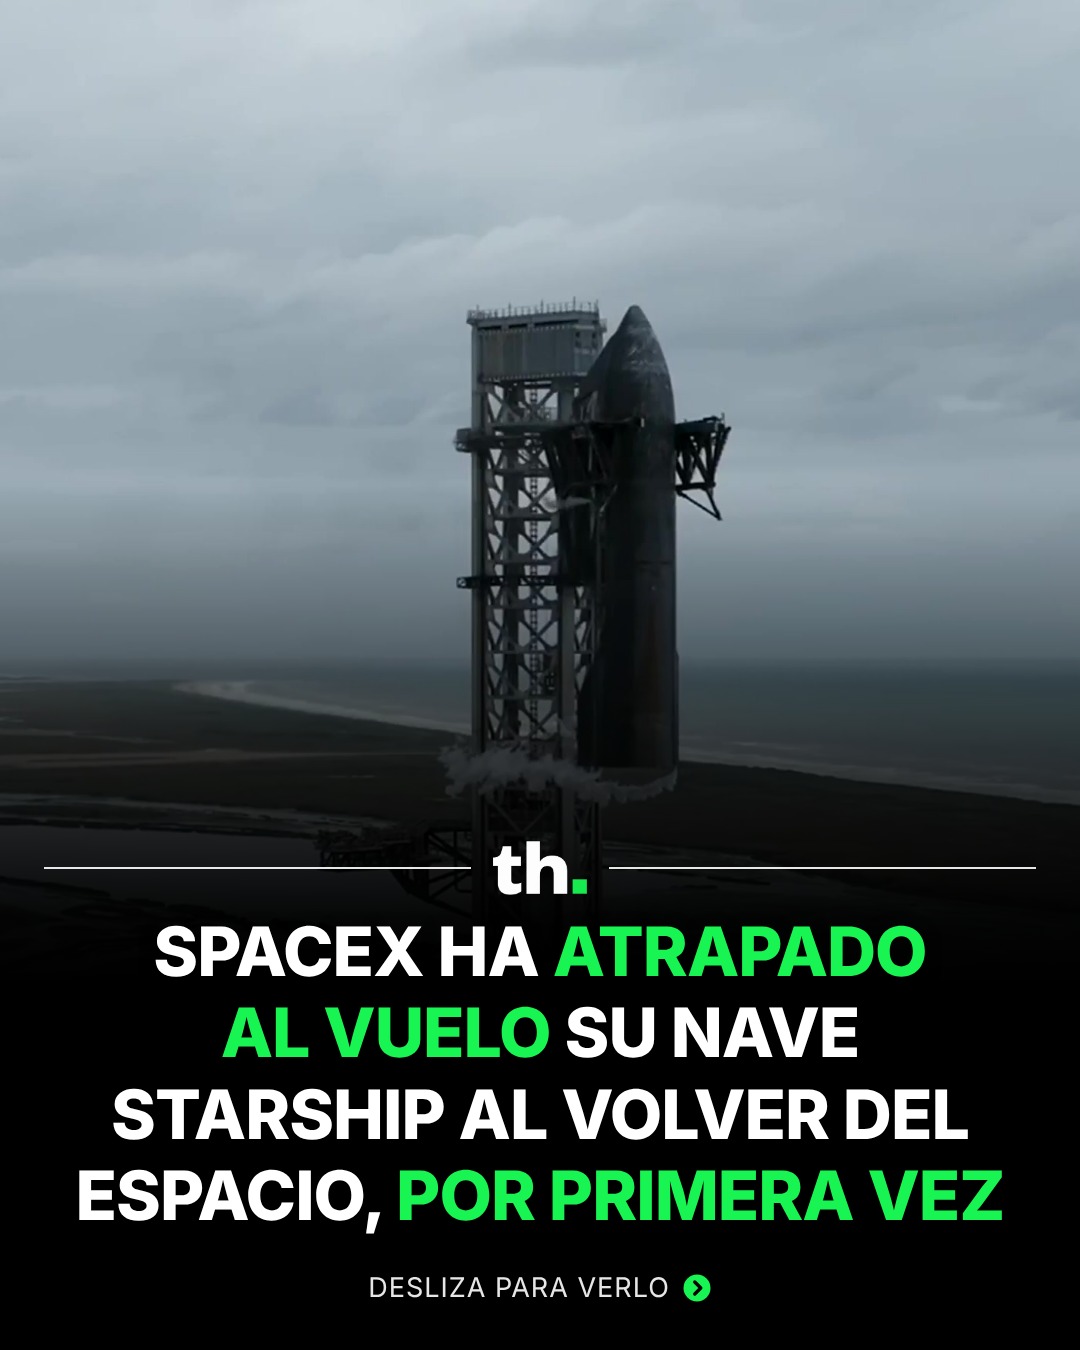 th.
SPACEX HA ATRAPADO
AL VUELO SU NAVE
STARSHIP AL VOLVER DEL
ESPACIO, POR PRIMERA VEZ
DESLIZA PARA VERLO